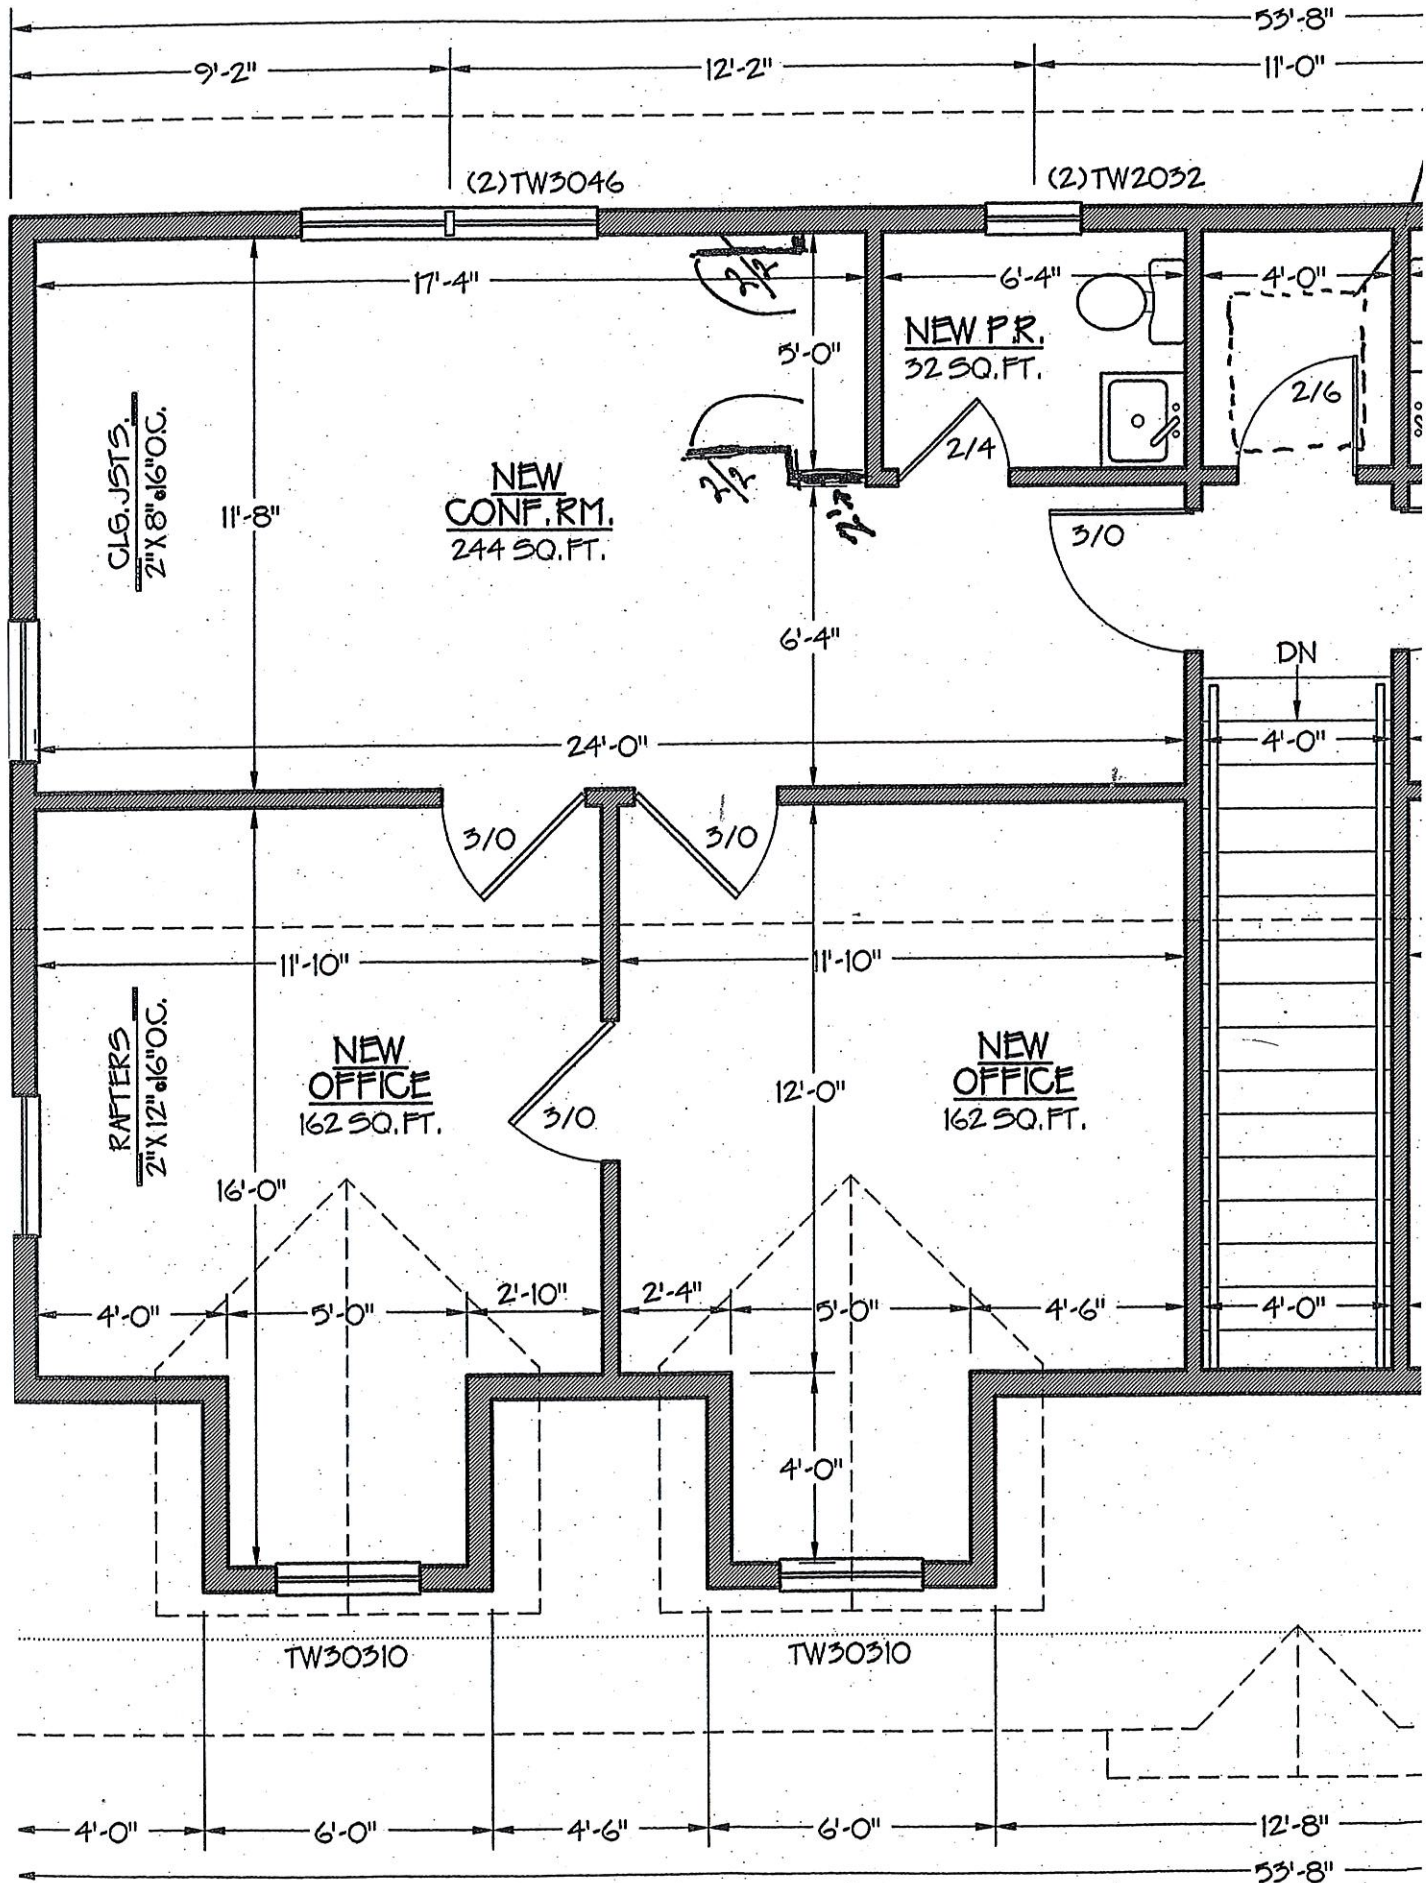 53'-8"
9'-2"
12'-2"
11'-0"
(2)TW3046
(2)TW2032
17'-4"
2/2
6'-4"
4'-0"
NEW P.R.
32 SQ.FT.
5'-0"
2/6
2/4
CLG.JSTS.
2"X8"@16"O.C.
11'-8"
NEW
CONF.RM.
244 SQ.FT.
2/2
3/0
6'-4"
DN
24'-0"
4'-0"
3/0
3/0
11'-10"
11'-10"
RAFTERS
2"X12"@16"O.C.
NEW
OFFICE
162 SQ.FT.
NEW
OFFICE
162 SQ.FT.
12'-0"
3/0
16'-0"
4'-0"
5'-0"
2'-10"
2'-4"
5'-0"
4'-6"
4'-0"
4'-0"
TW30310
TW30310
4'-0"
6'-0"
4'-6"
6'-0"
12'-8"
53'-8"